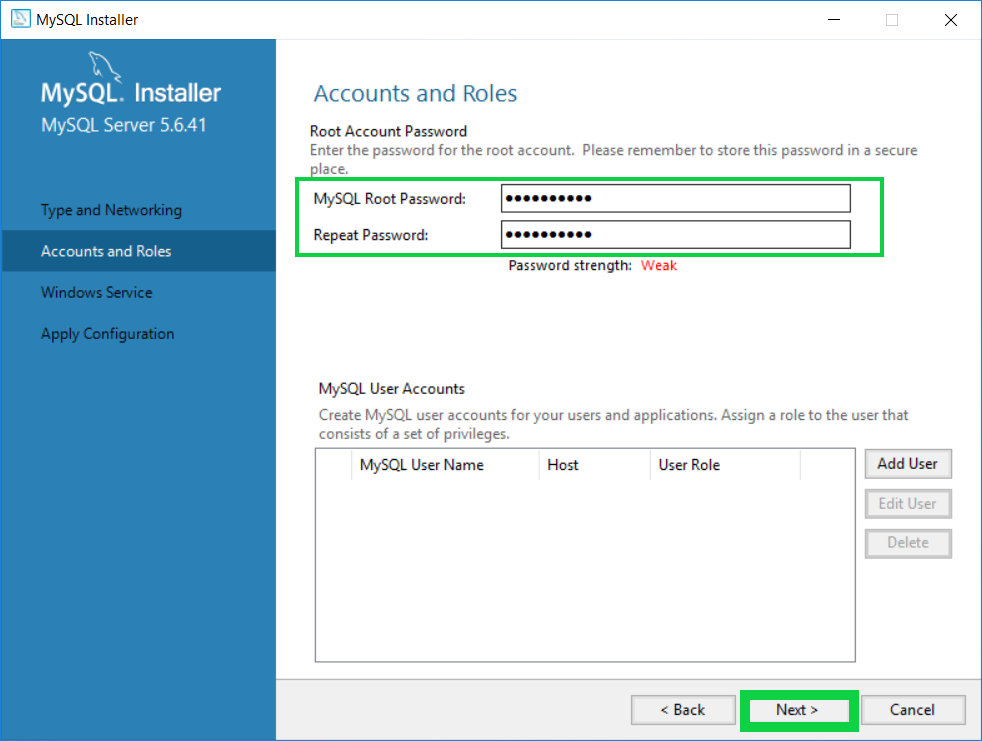 MySQL Installer
MySQL. Installer
MySQL Server 5.6.41
Type and Networking
Accounts and Roles
Windows Service
Apply Configuration
Accounts and Roles
Root Account Password
Enter the password for the root account.  Please remember to store this password in a secure
place.
MySQL Root Password: ●●●●●●●●●●
Repeat Password: ●●●●●●●●●●
Password strength: Weak
MySQL User Accounts
Create MySQL user accounts for your users and applications. Assign a role to the user that
consists of a set of privileges.
MySQL User Name Host User Role
Add User
Edit User
Delete
< Back Next > Cancel